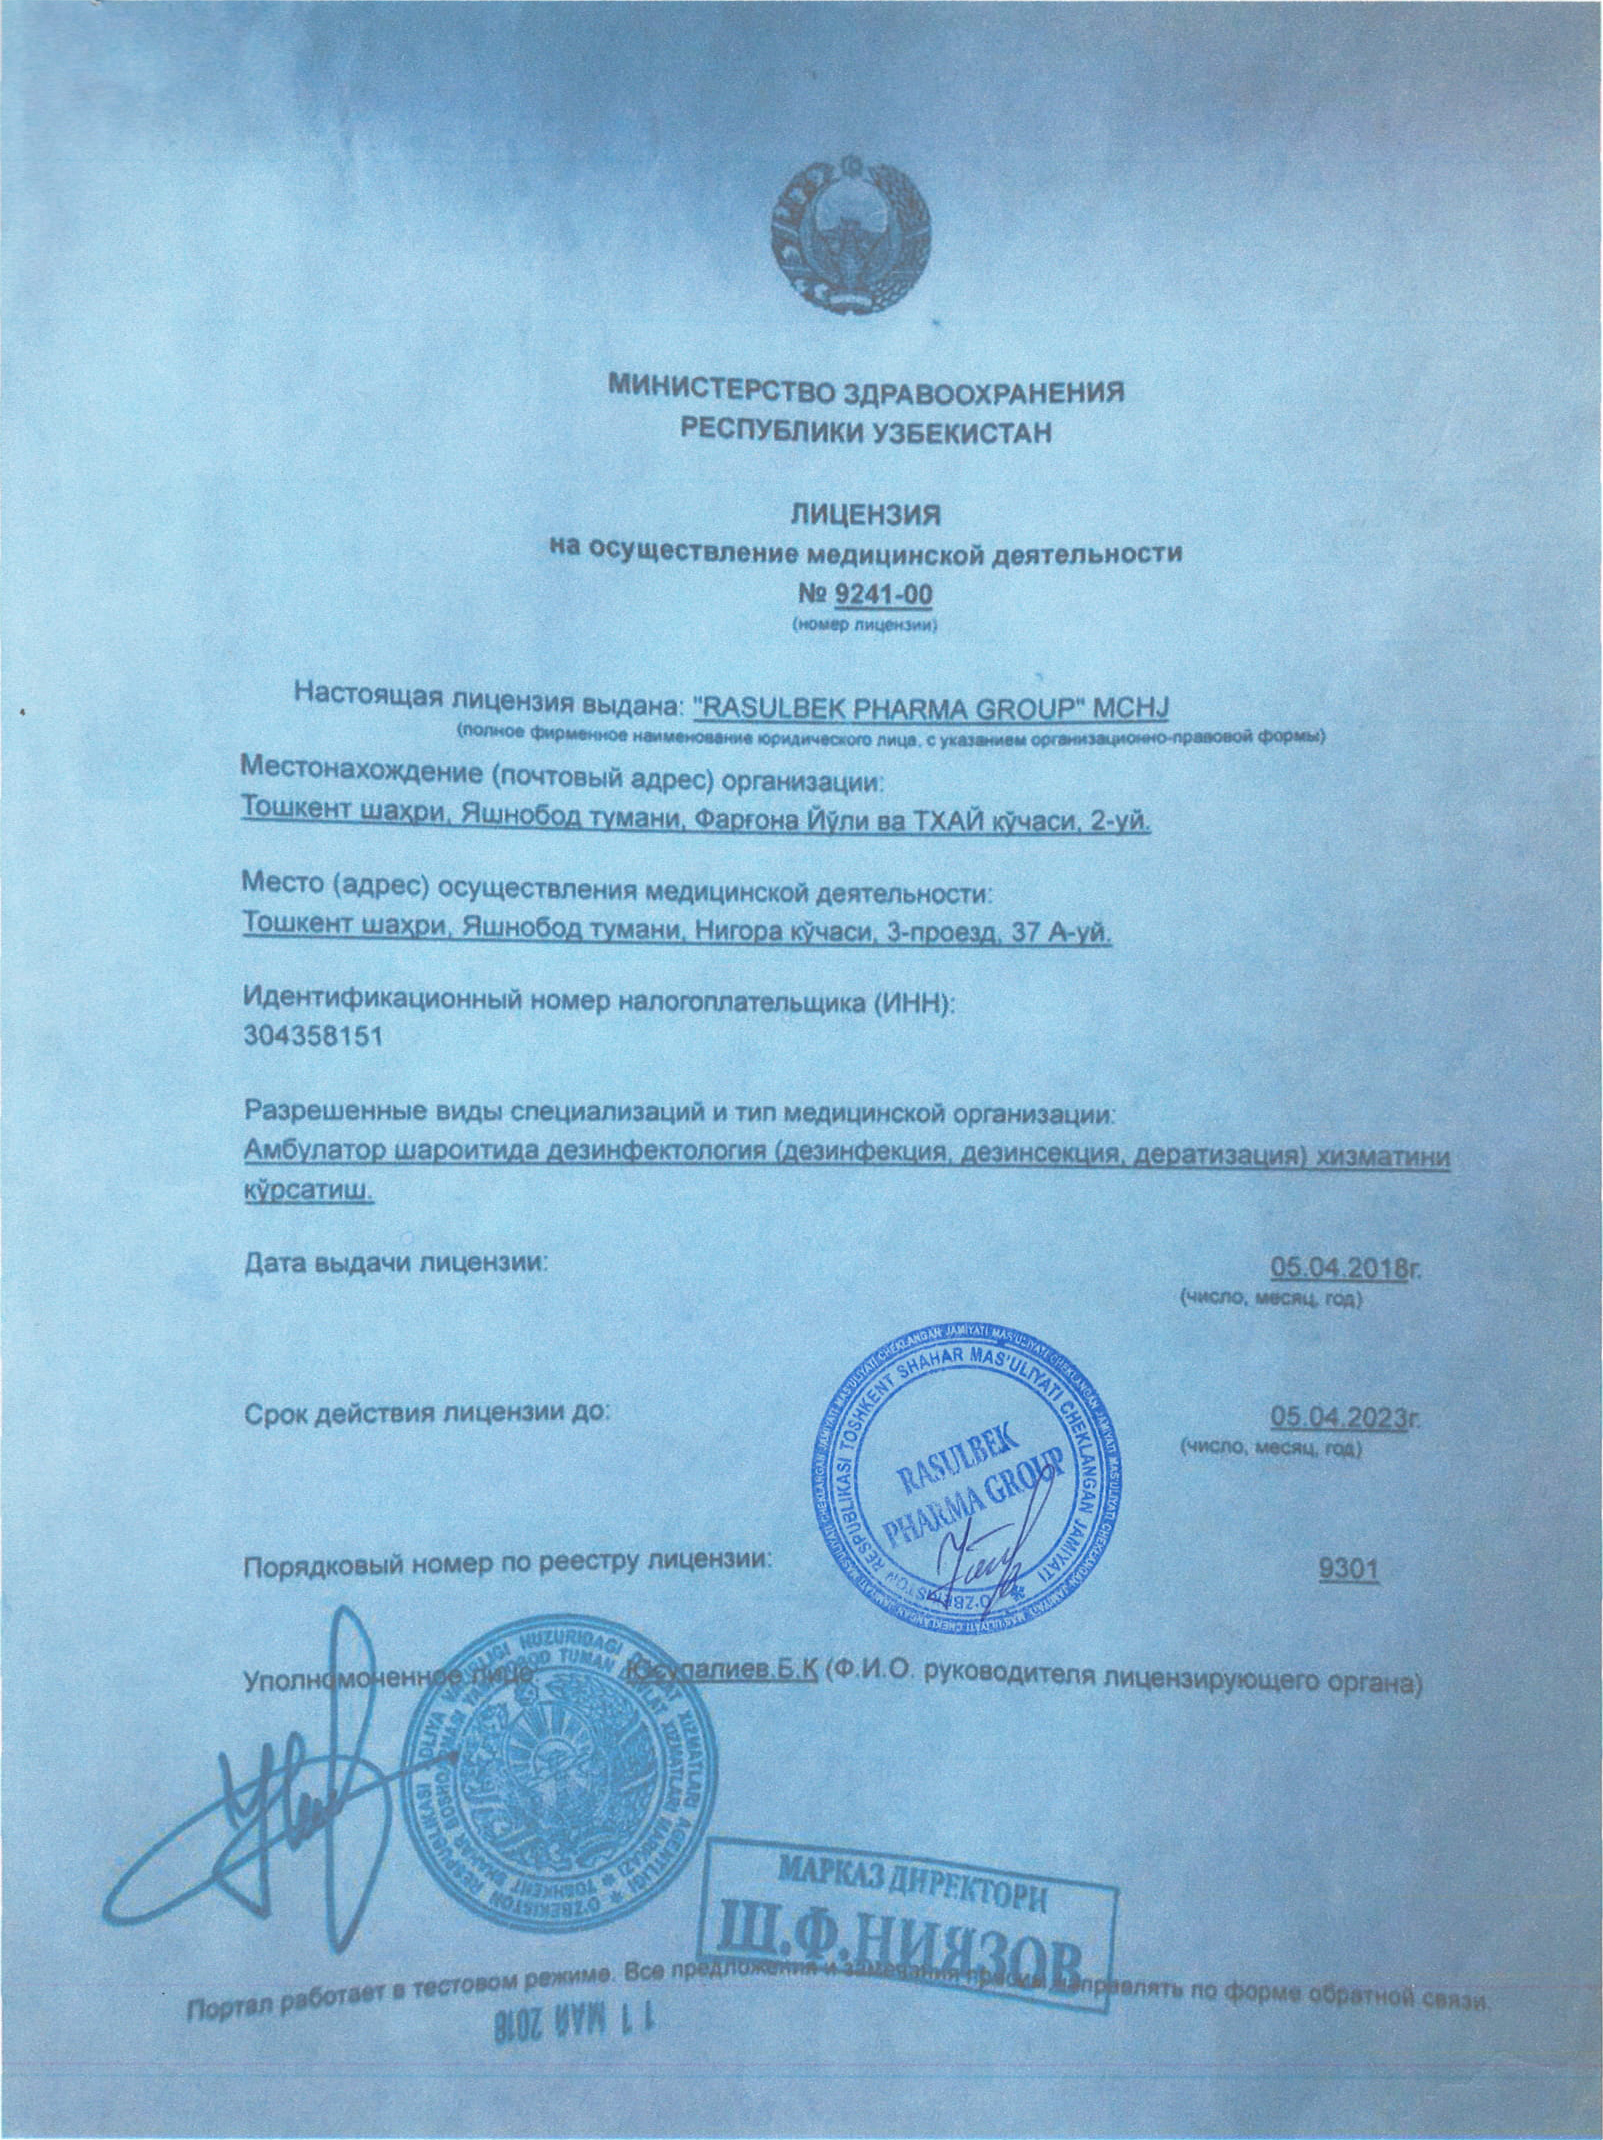 МИНИСТЕРСТВО ЗДРАВООХРАНЕНИЯ
РЕСПУБЛИКИ УЗБЕКИСТАН
ЛИЦЕНЗИЯ
на осуществление медицинской деятельности
№ 9241-00
(номер лицензии)
Настоящая лицензия выдана: "RASULBEK PHARMA GROUP" MCHJ
(полное фирменное наименование юридического лица, с указанием организационно-правовой формы)
Местонахождение (почтовый адрес) организации:
Тошкент шаҳри, Яшнобод тумани, Фарғона Йўли ва ТХАЙ кўчаси, 2-уй.
Место (адрес) осуществления медицинской деятельности:
Тошкент шаҳри, Яшнобод тумани, Нигора кўчаси, 3-проезд, 37 А-уй.
Идентификационный номер налогоплательщика (ИНН):
304358151
Разрешенные виды специализаций и тип медицинской организации:
Амбулатор шароитида дезинфектология (дезинфекция, дезинсекция, дератизация) хизматини
кўрсатиш.
Дата выдачи лицензии: 05.04.2018г.
(число, месяц, год)
Срок действия лицензии до: 05.04.2023г.
(число, месяц, год)
O'ZBEKISTON RESPUBLIKASI TOSHKENT SHAHAR MAS'ULIYATI CHEKLANGAN JAMIYATI
RASULBEK
PHARMA GROUP
Порядковый номер по реестру лицензии: 9301
Уполномоченное лицо: Юсупалиев.Б.К (Ф.И.О. руководителя лицензирующего органа)
O'ZBEKISTON RESPUBLIKASI ADLIYA VAZIRLIGI HUZURIDAGI DAVLAT XIZMATLARI AGENTLIGI
МАРКАЗ ДИРЕКТОРИ
Ш.Ф.НИЯЗОВ
Портал работает в тестовом режиме. Все предложения и замечания просим направлять по форме обратной связи.
11 МАЙ 2018